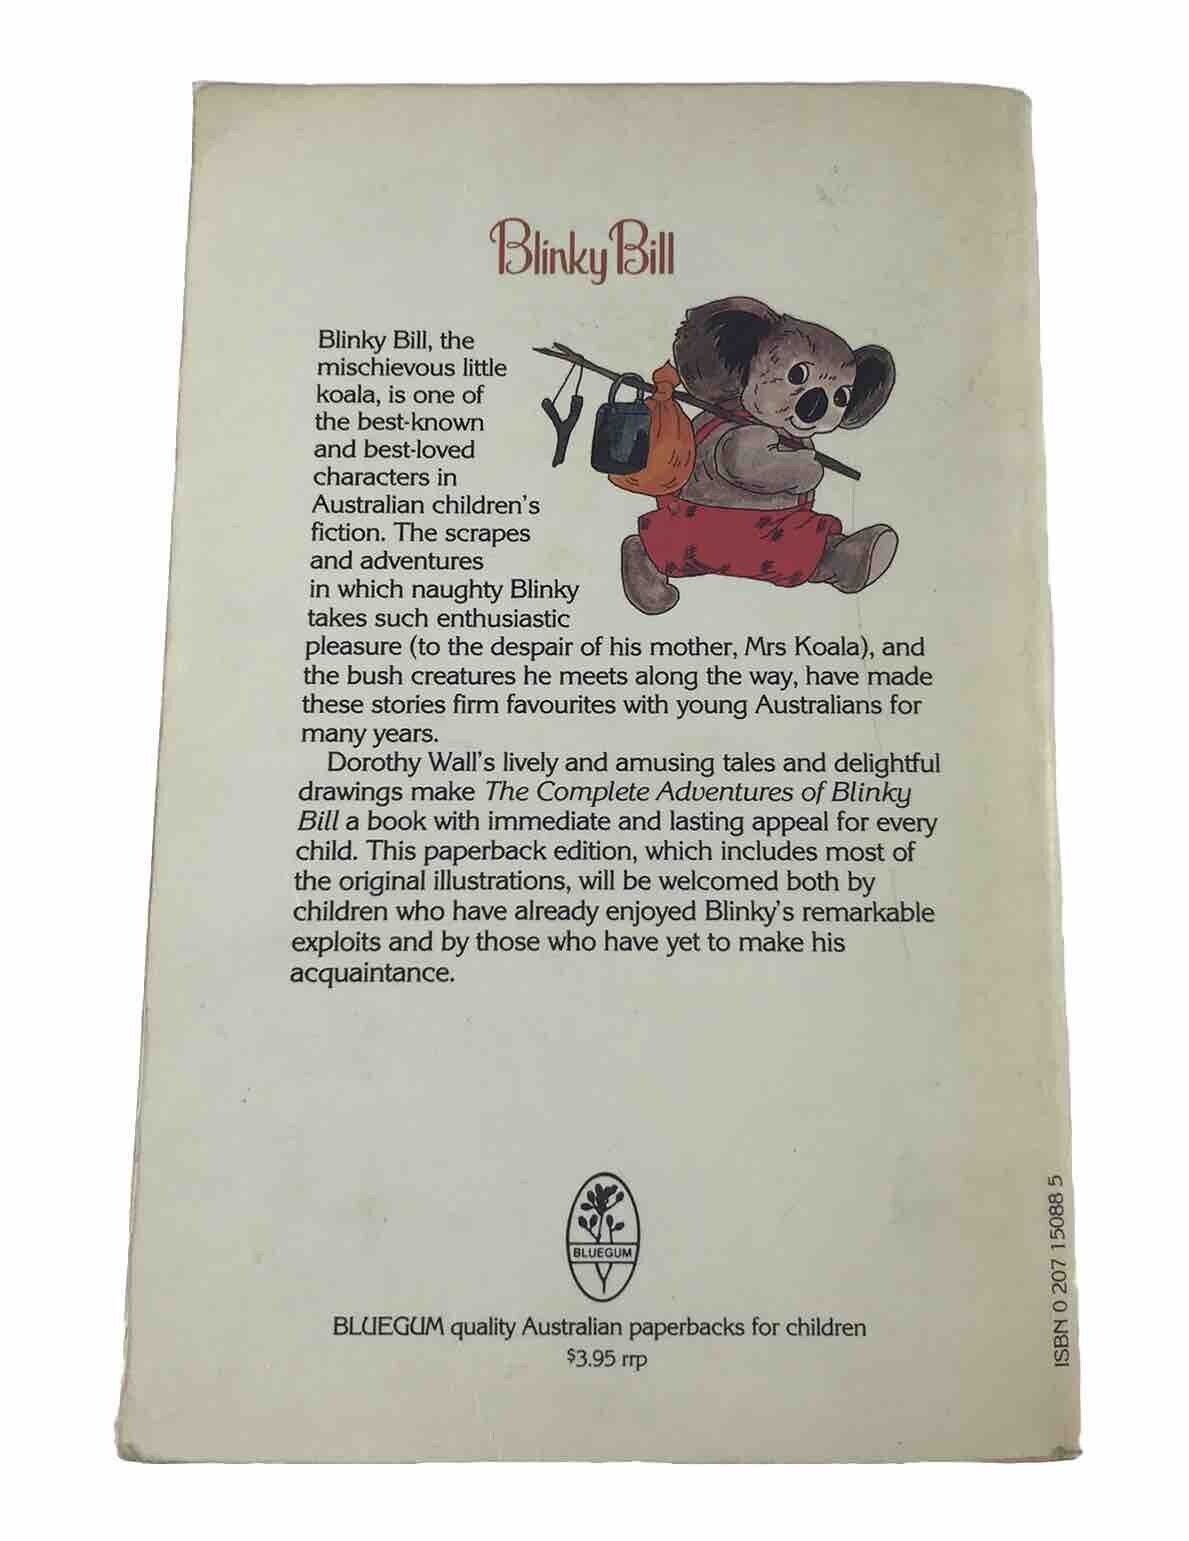 Blinky Bill
Blinky Bill, the
mischievous little
koala, is one of
the best-known
and best-loved
characters in
Australian children's
fiction. The scrapes
and adventures
in which naughty Blinky
takes such enthusiastic
pleasure (to the despair of his mother, Mrs Koala), and
the bush creatures he meets along the way, have made
these stories firm favourites with young Australians for
many years.
Dorothy Wall's lively and amusing tales and delightful
drawings make The Complete Adventures of Blinky
Bill a book with immediate and lasting appeal for every
child. This paperback edition, which includes most of
the original illustrations, will be welcomed both by
children who have already enjoyed Blinky's remarkable
exploits and by those who have yet to make his
acquaintance.
BLUEGUM
BLUEGUM quality Australian paperbacks for children
$3.95 rrp
ISBN 0 207 15088 5